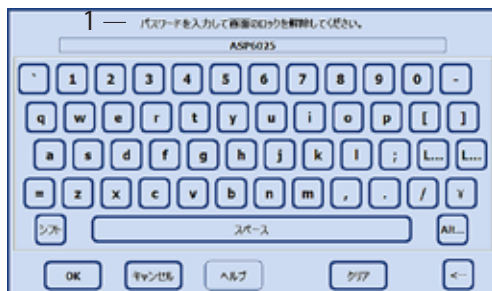 1 — パスワードを入力して画面のロックを解除してください。
ASP6025
` 1 2 3 4 5 6 7 8 9 0 -
q w e r t y u i o p [ ]
a s d f g h j k l ; L... L...
= z x c v b n m , . / ¥
シフト スペース Alt...
OK キャンセル ヘルプ クリア <--